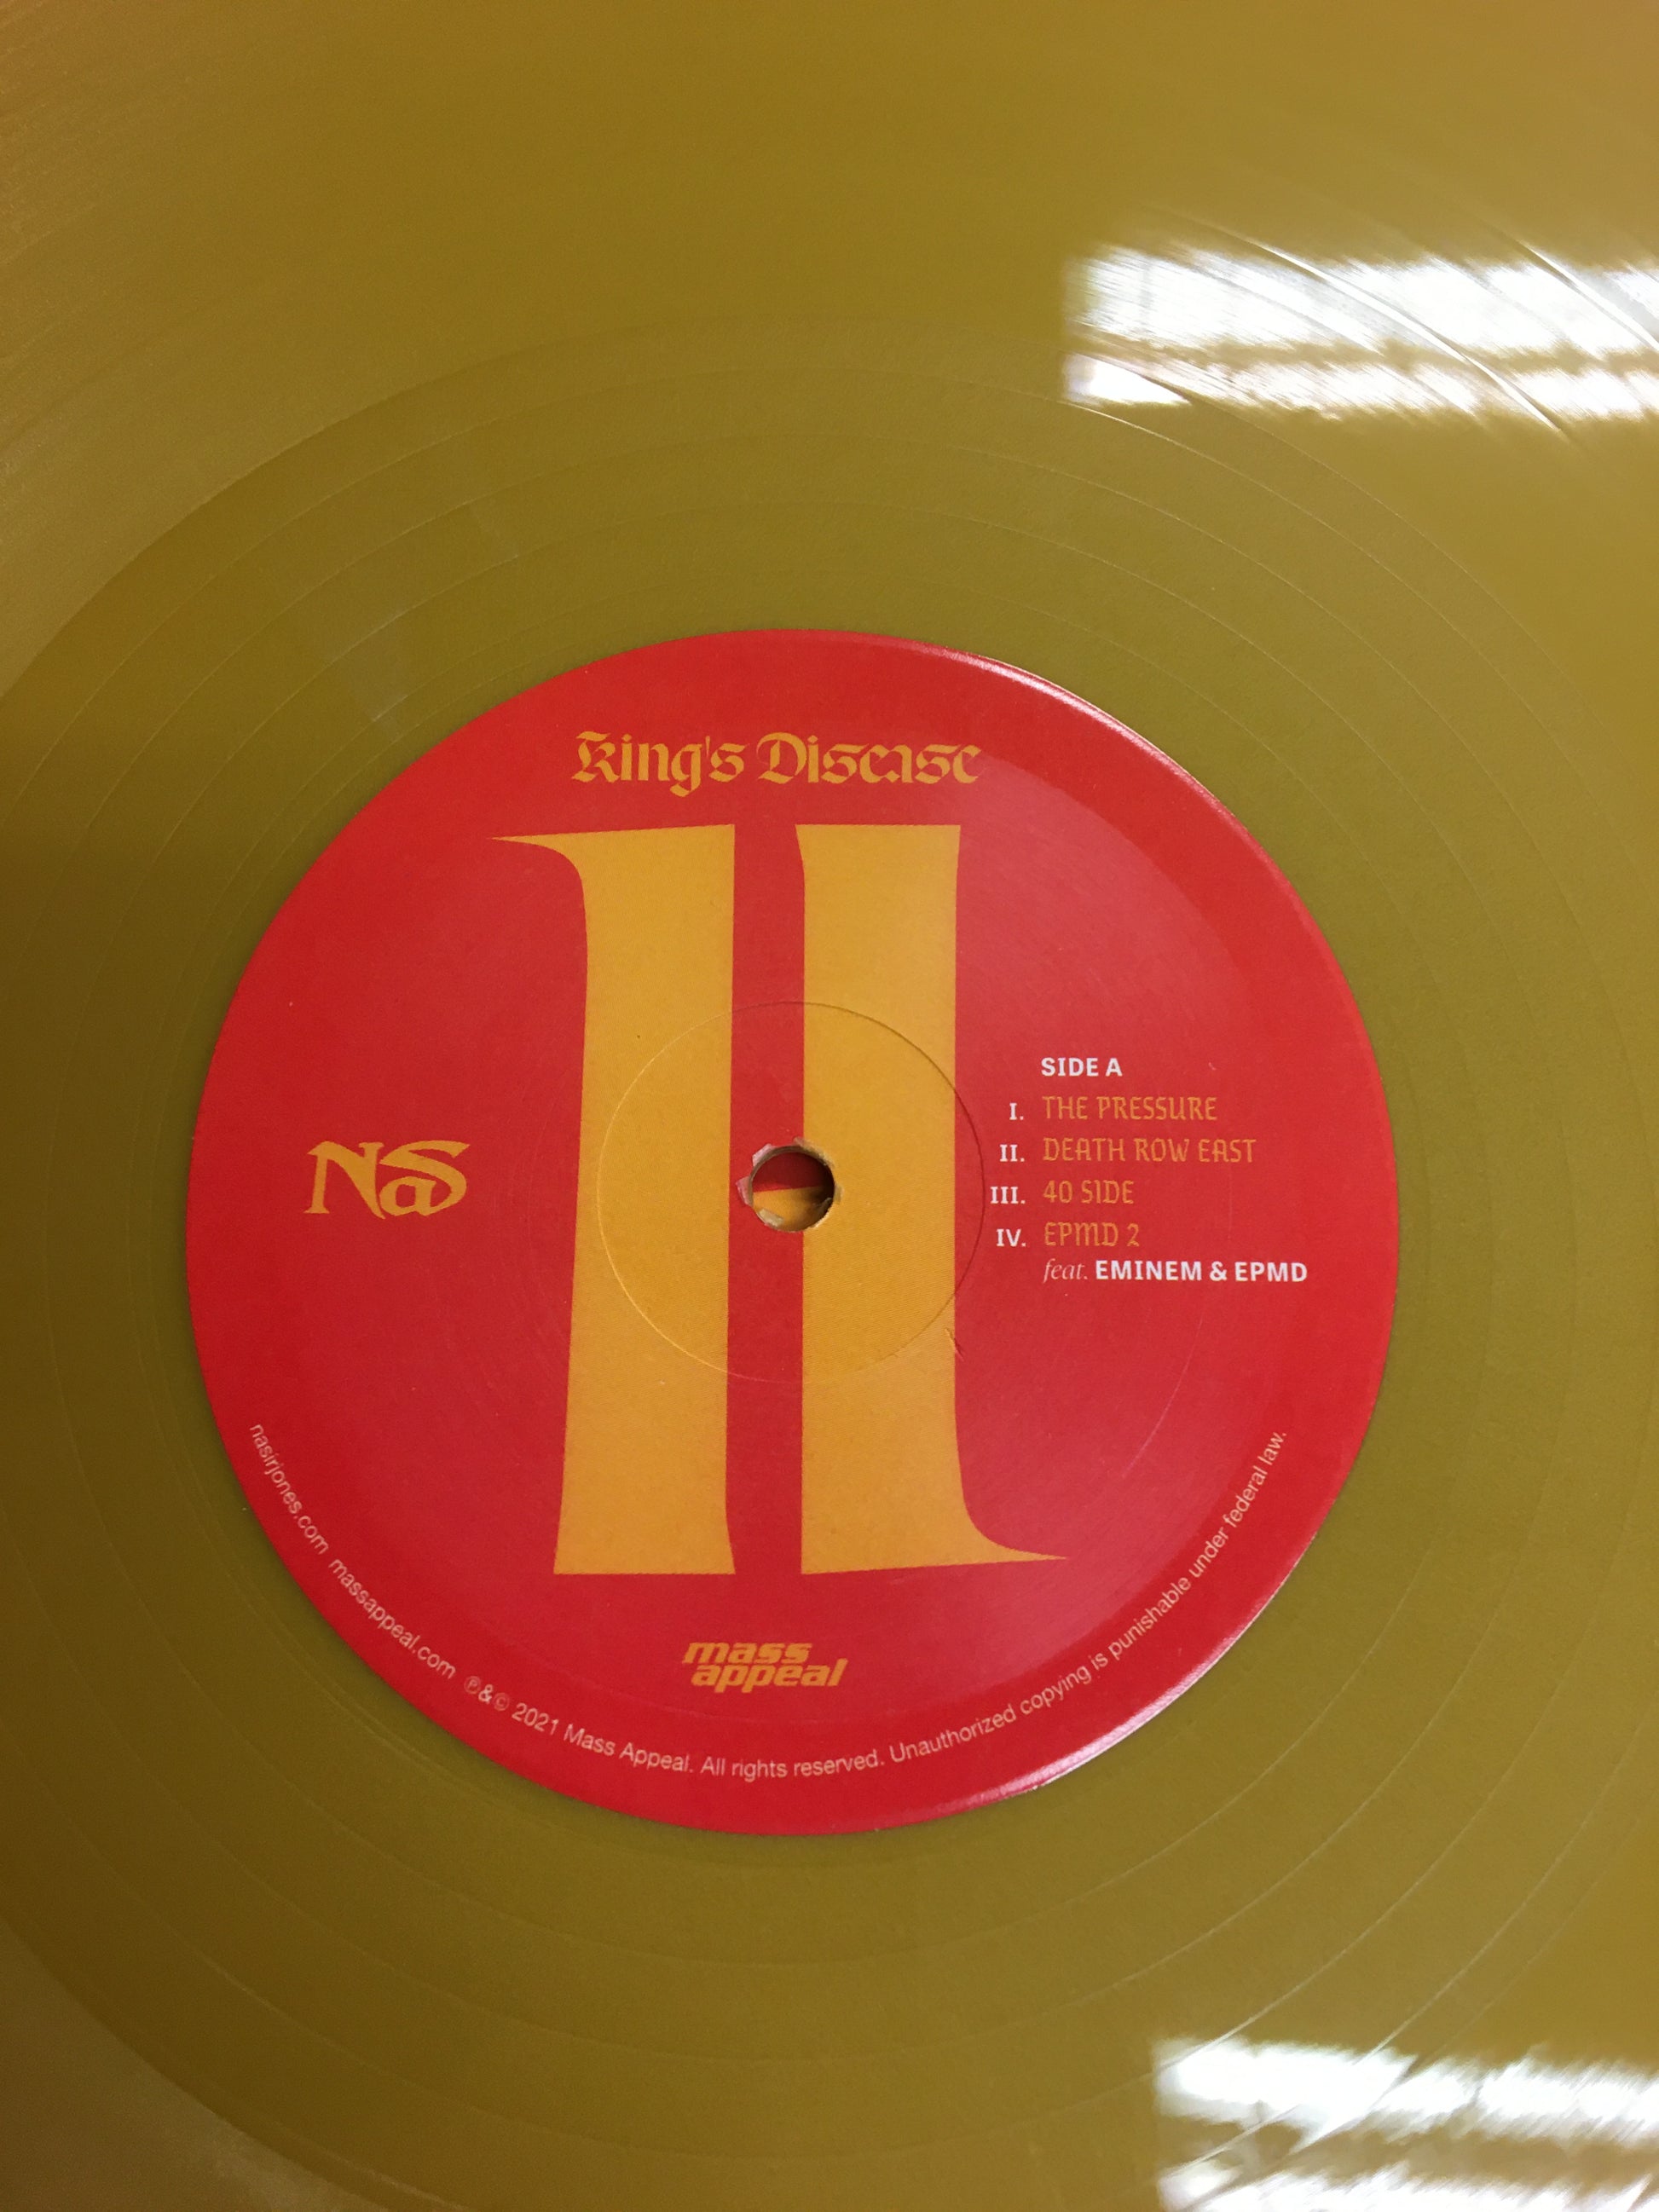 King's Disease
II
Nas
SIDE A
I. THE PRESSURE
II. DEATH ROW EAST
III. 40 SIDE
IV. EPMD 2
feat. EMINEM & EPMD
mass
appeal
nasirjones.com massappeal.com ℗&© 2021 Mass Appeal. All rights reserved. Unauthorized copying is punishable under federal law.